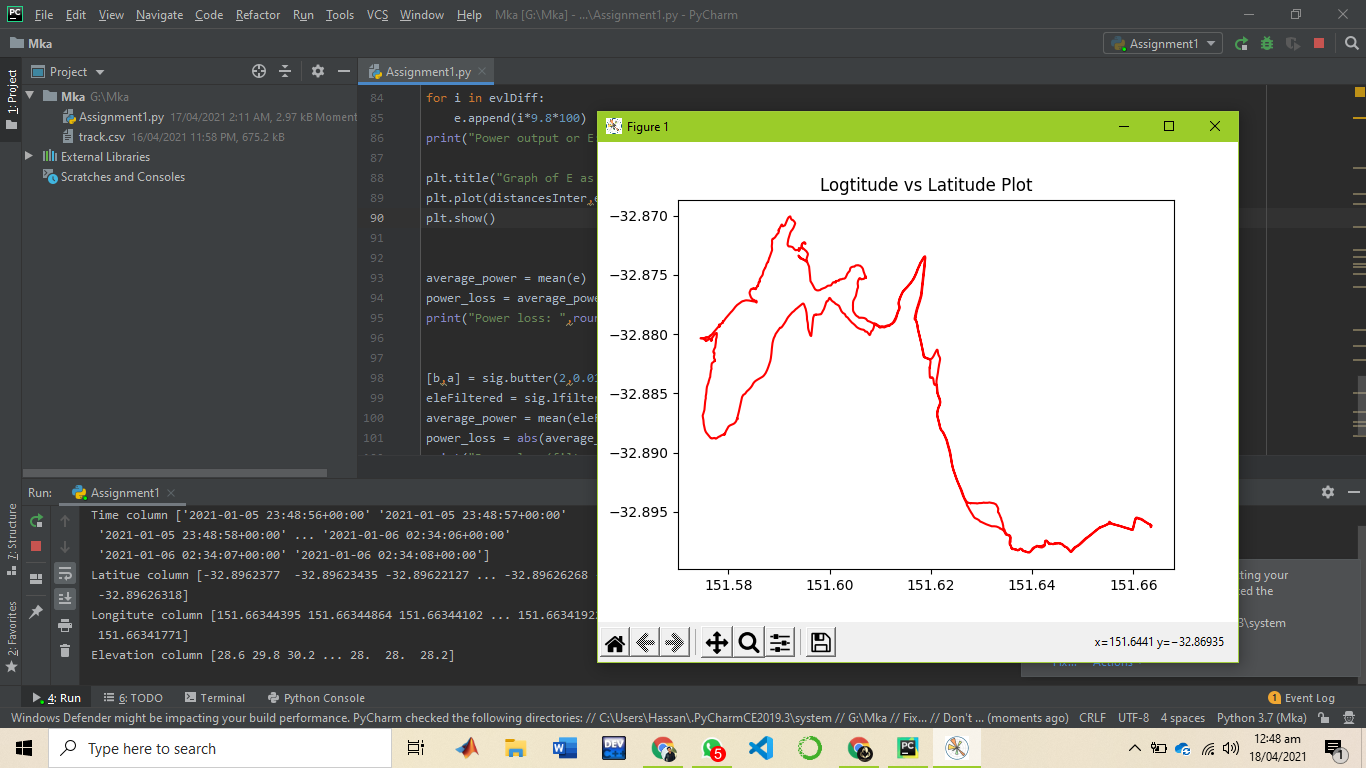 File Edit View Navigate Code Refactor Run Tools VCS Window Help Mka [G:\Mka] - ...\Assignment1.py - PyCharm
Mka
Assignment1
1: Project
Project
Assignment1.py
Mka G:\Mka
Assignment1.py 17/04/2021 2:11 AM, 2.97 kB Moment
track.csv 16/04/2021 11:58 PM, 675.2 kB
External Libraries
Scratches and Consoles
84 for i in evlDiff:
85 e.append(i*9.8*100)
86 print("Power output or E
87
88 plt.title("Graph of E as
89 plt.plot(distancesInter,e
90 plt.show()
91
92
93 average_power = mean(e)
94 power_loss = average_powe
95 print("Power loss: ",roun
96
97
98 [b,a] = sig.butter(2,0.01
99 eleFiltered = sig.lfilter
100 average_power = mean(eleF
101 power_loss = abs(average_
Figure 1
Logtitude vs Latitude Plot
−32.870
−32.875
−32.880
−32.885
−32.890
−32.895
151.58 151.60 151.62 151.64 151.66
x=151.6441 y=−32.86935
Run: Assignment1
Time column ['2021-01-05 23:48:56+00:00' '2021-01-05 23:48:57+00:00'
'2021-01-05 23:48:58+00:00' ... '2021-01-06 02:34:06+00:00'
'2021-01-06 02:34:07+00:00' '2021-01-06 02:34:08+00:00']
Latitue column [-32.8962377 -32.89623435 -32.89622127 ... -32.89626268
-32.89626318]
Longitute column [151.66344395 151.66344864 151.66344102 ... 151.6634192
151.66341771]
Elevation column [28.6 29.8 30.2 ... 28. 28. 28.2]
ting your
ed the
3\system
Actions
7: Structure
2: Favorites
4: Run 6: TODO Terminal Python Console
1 Event Log
Windows Defender might be impacting your build performance. PyCharm checked the following directories: // C:\Users\Hassan\.PyCharmCE2019.3\system // G:\Mka // Fix... // Don't ... (moments ago) CRLF UTF-8 4 spaces Python 3.7 (Mka)
Type here to search
DEV
5
PC
12:48 am
18/04/2021
1